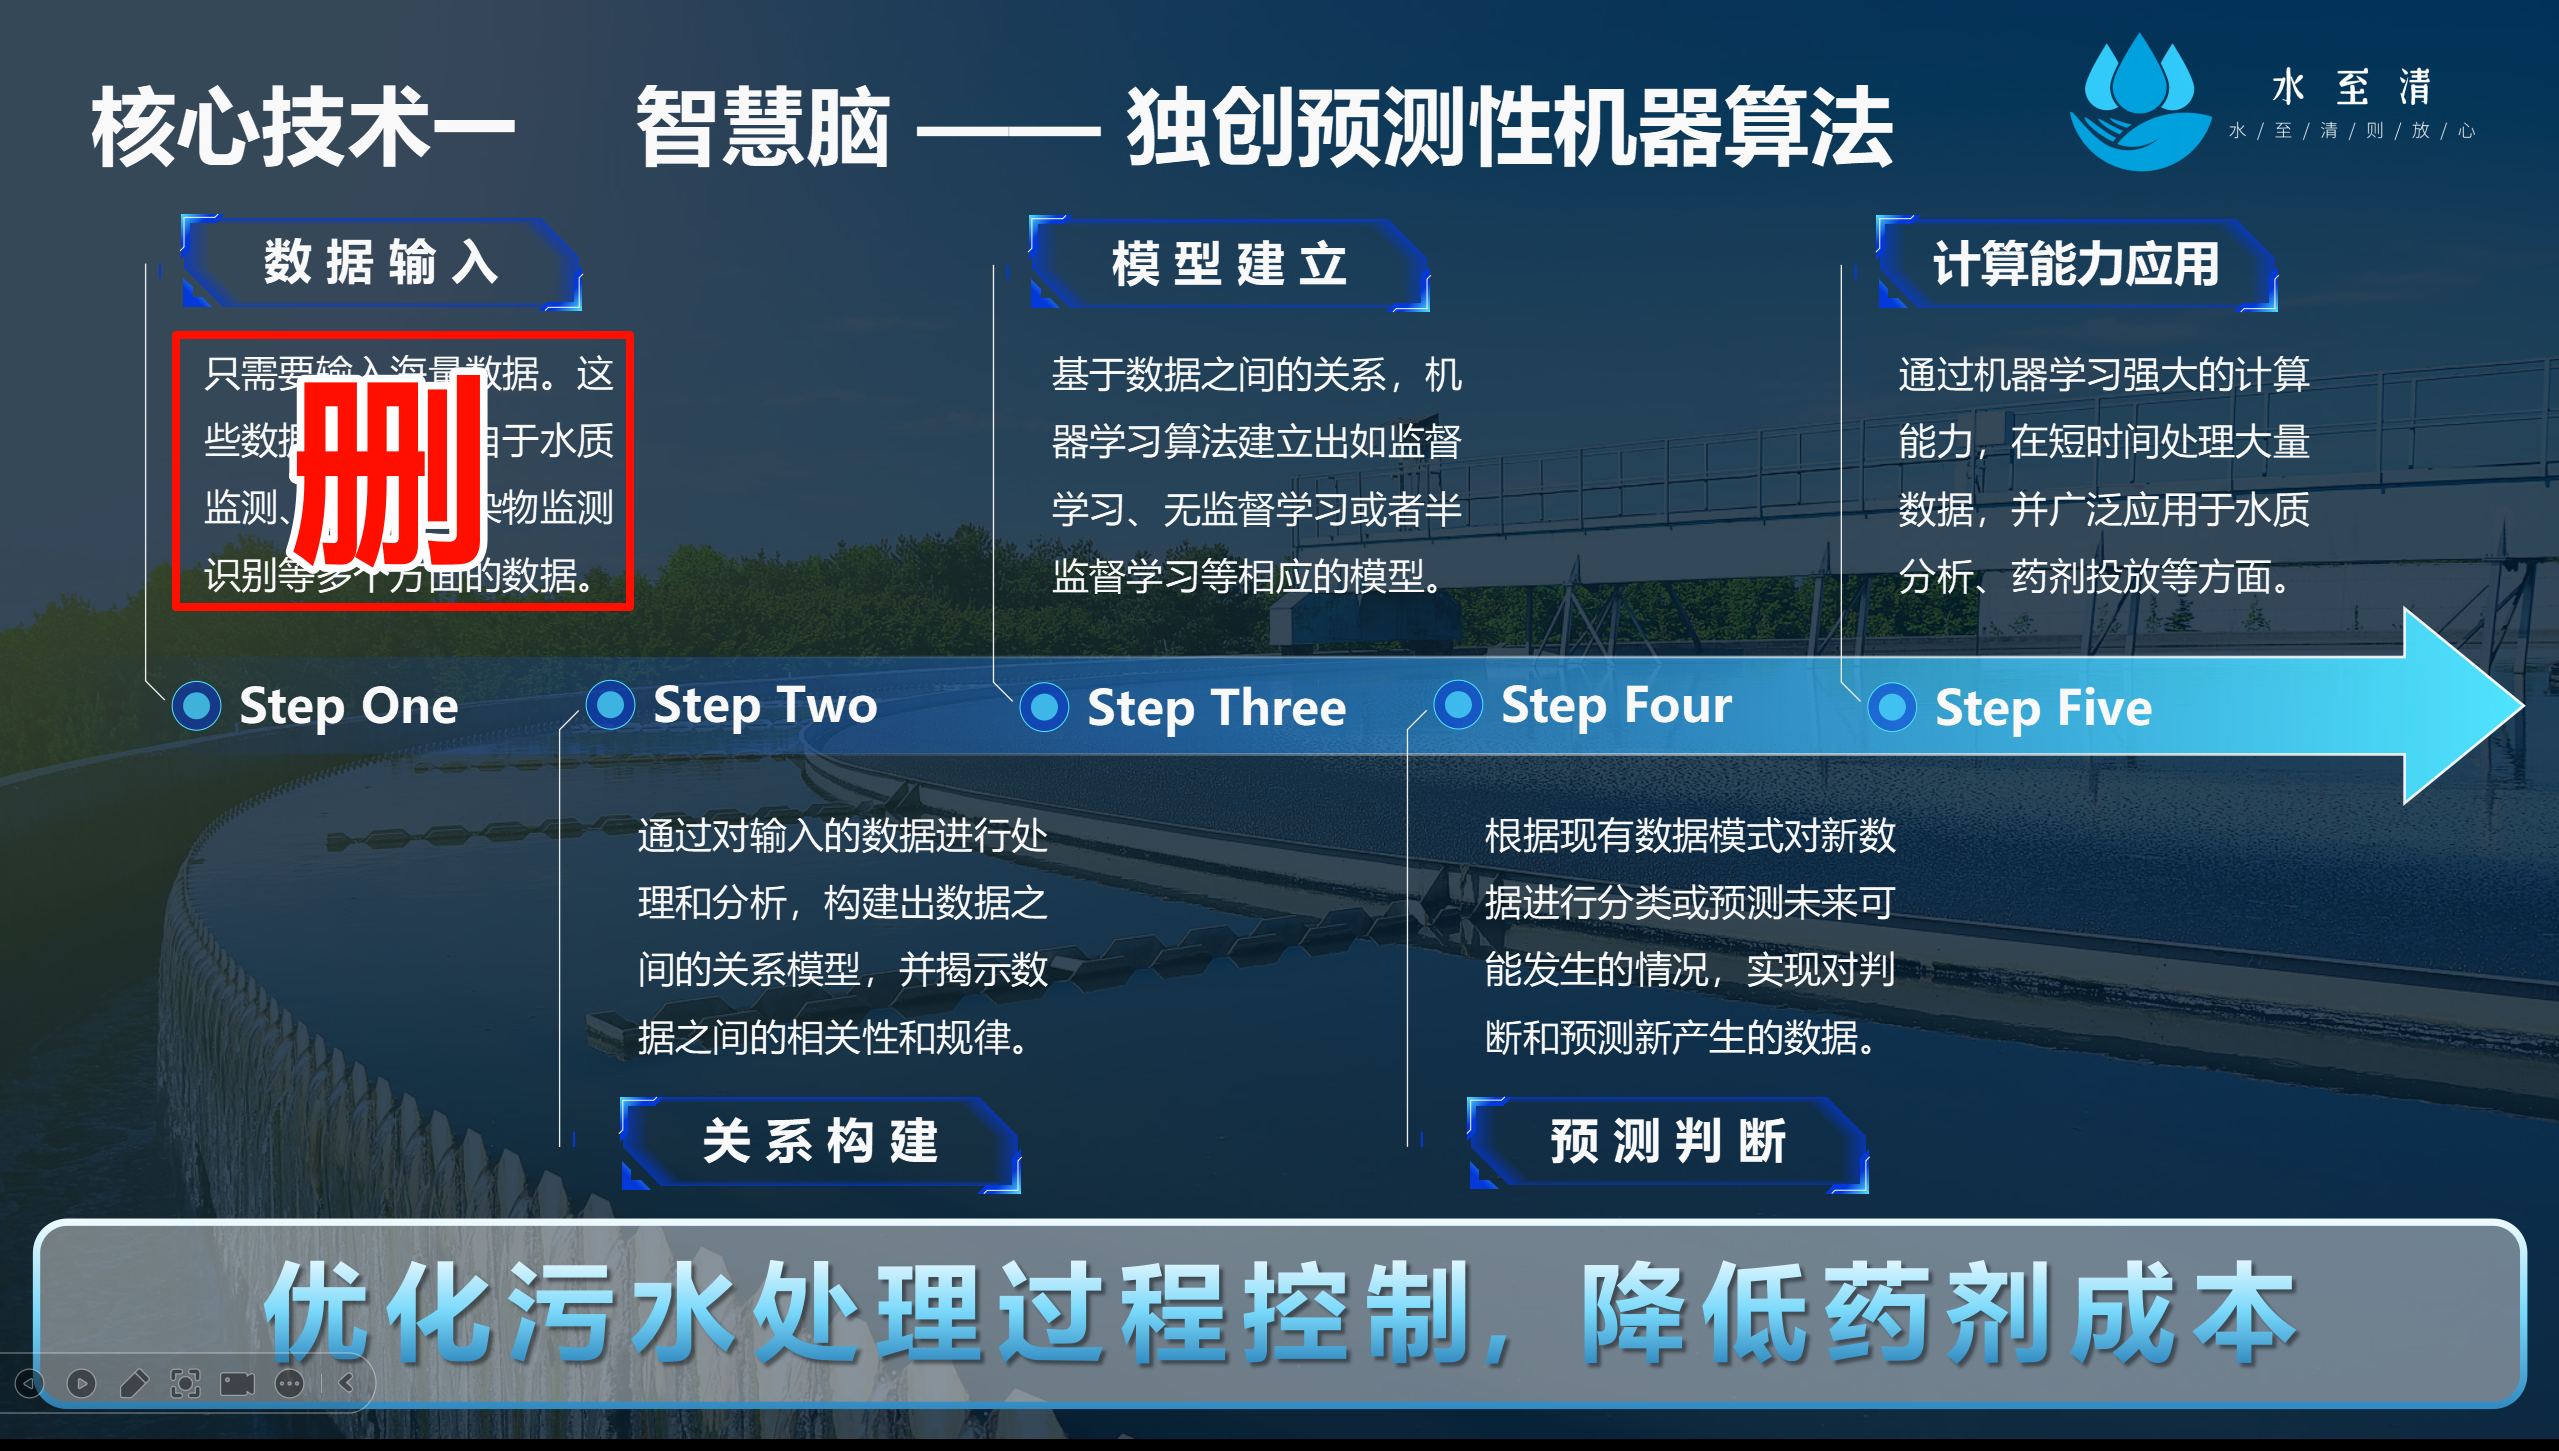 核心技术一 智慧脑 —— 独创预测性机器算法
水至清
水/至/清/则/放/心
数据输入
只需要输入海量数据。这
些数据 自于水质
监测、 染物监测
识别等多个方面的数据。
删
模型建立
基于数据之间的关系，机
器学习算法建立出如监督
学习、无监督学习或者半
监督学习等相应的模型。
计算能力应用
通过机器学习强大的计算
能力，在短时间处理大量
数据，并广泛应用于水质
分析、药剂投放等方面。
Step One
Step Two
Step Three
Step Four
Step Five
通过对输入的数据进行处
理和分析，构建出数据之
间的关系模型，并揭示数
据之间的相关性和规律。
关系构建
根据现有数据模式对新数
据进行分类或预测未来可
能发生的情况，实现对判
断和预测新产生的数据。
预测判断
优化污水处理过程控制，降低药剂成本